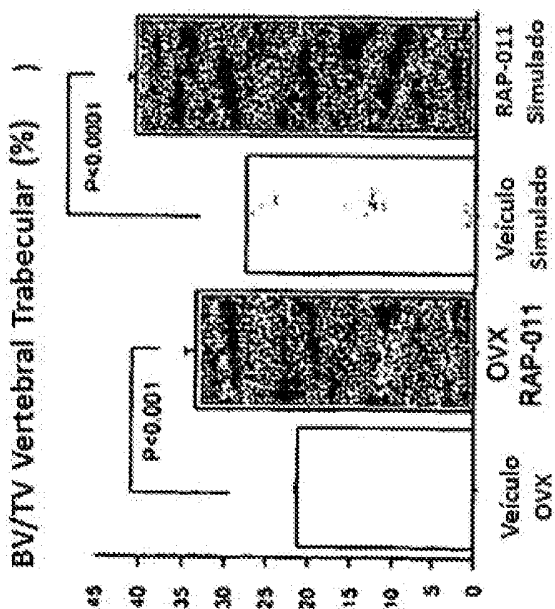 BV/TV Vertebral Trabecular (%) )
P<0.0001
P<0.001
45
40
35
30
25
20
15
10
5
0
Veículo
OVX
OVX
RAP-011
Veículo
Simulado
RAP-011
Simulado